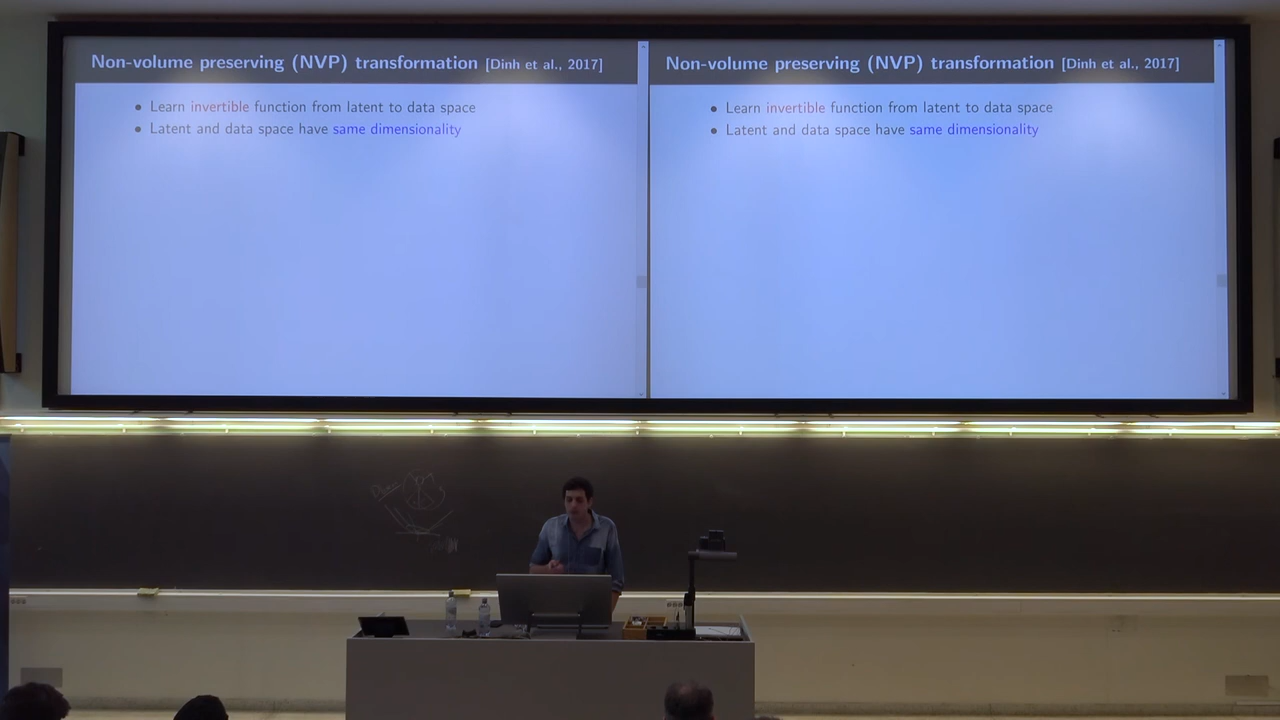 Non-volume preserving (NVP) transformation [Dinh et al., 2017]
• Learn invertible function from latent to data space
• Latent and data space have same dimensionality
Non-volume preserving (NVP) transformation [Dinh et al., 2017]
• Learn invertible function from latent to data space
• Latent and data space have same dimensionality